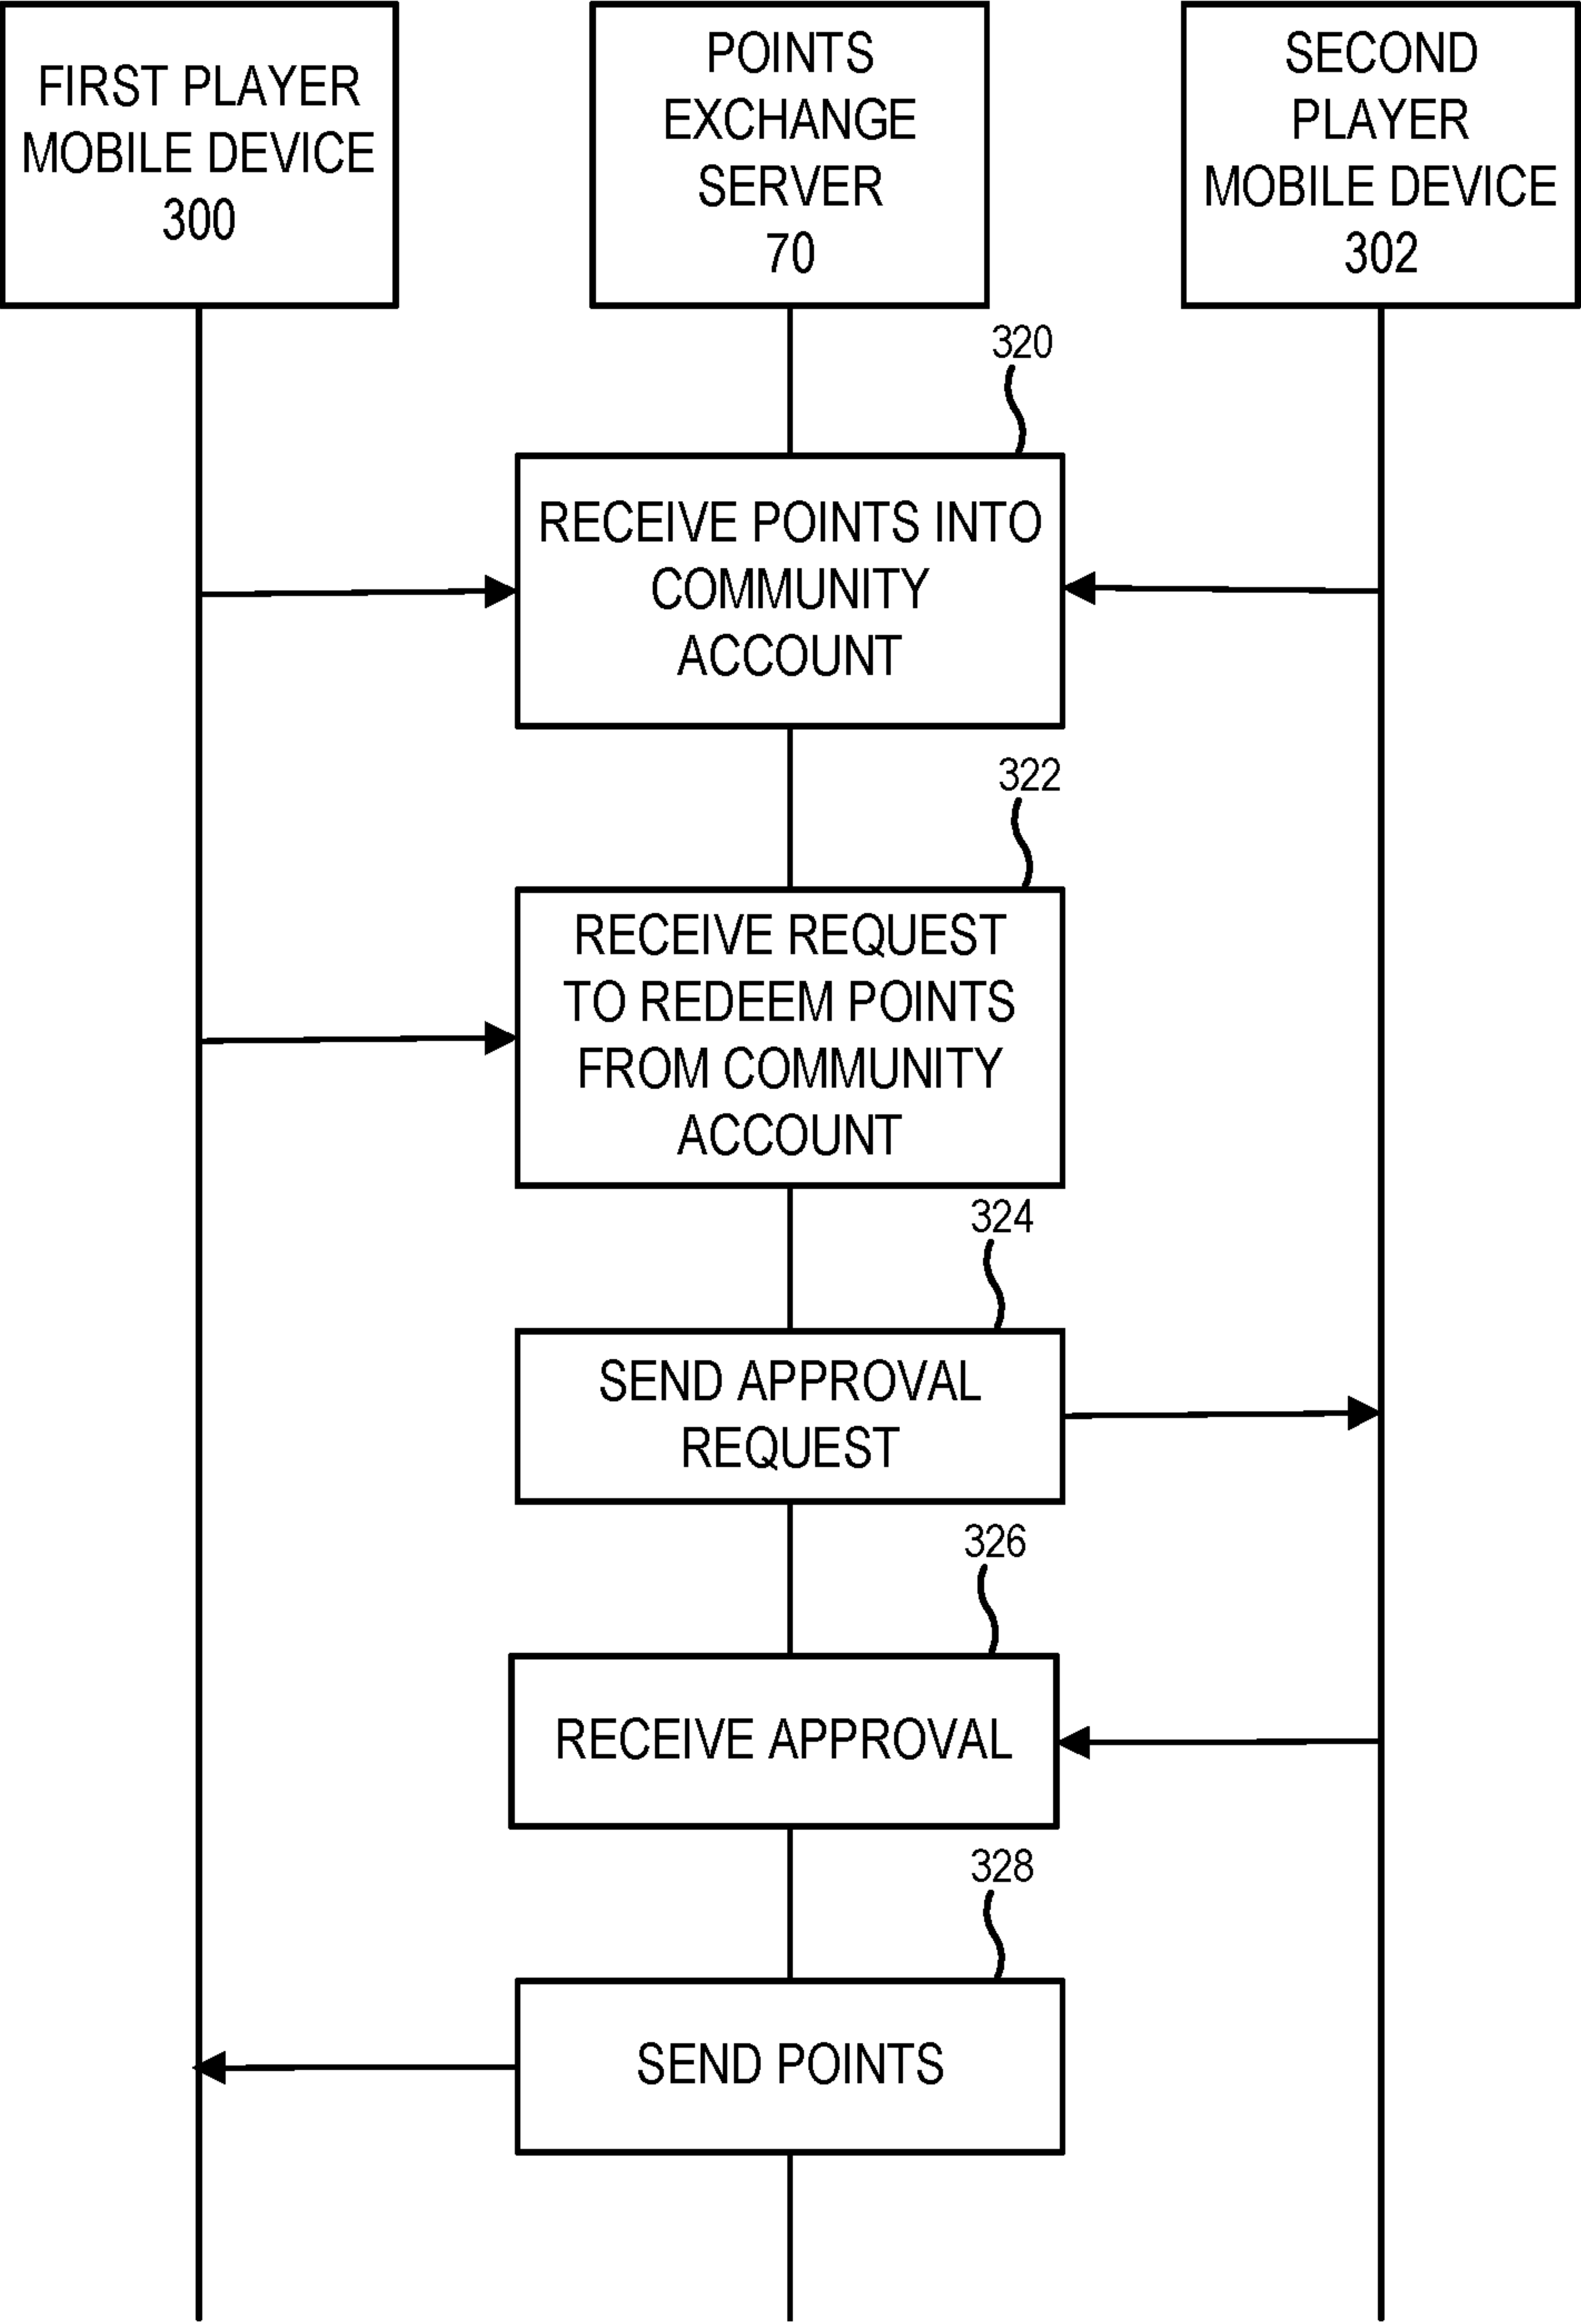 FIRST PLAYER
MOBILE DEVICE
300
POINTS
EXCHANGE
SERVER
70
SECOND
PLAYER
MOBILE DEVICE
302
320
RECEIVE POINTS INTO
COMMUNITY
ACCOUNT
322
RECEIVE REQUEST
TO REDEEM POINTS
FROM COMMUNITY
ACCOUNT
324
SEND APPROVAL
REQUEST
326
RECEIVE APPROVAL
328
SEND POINTS